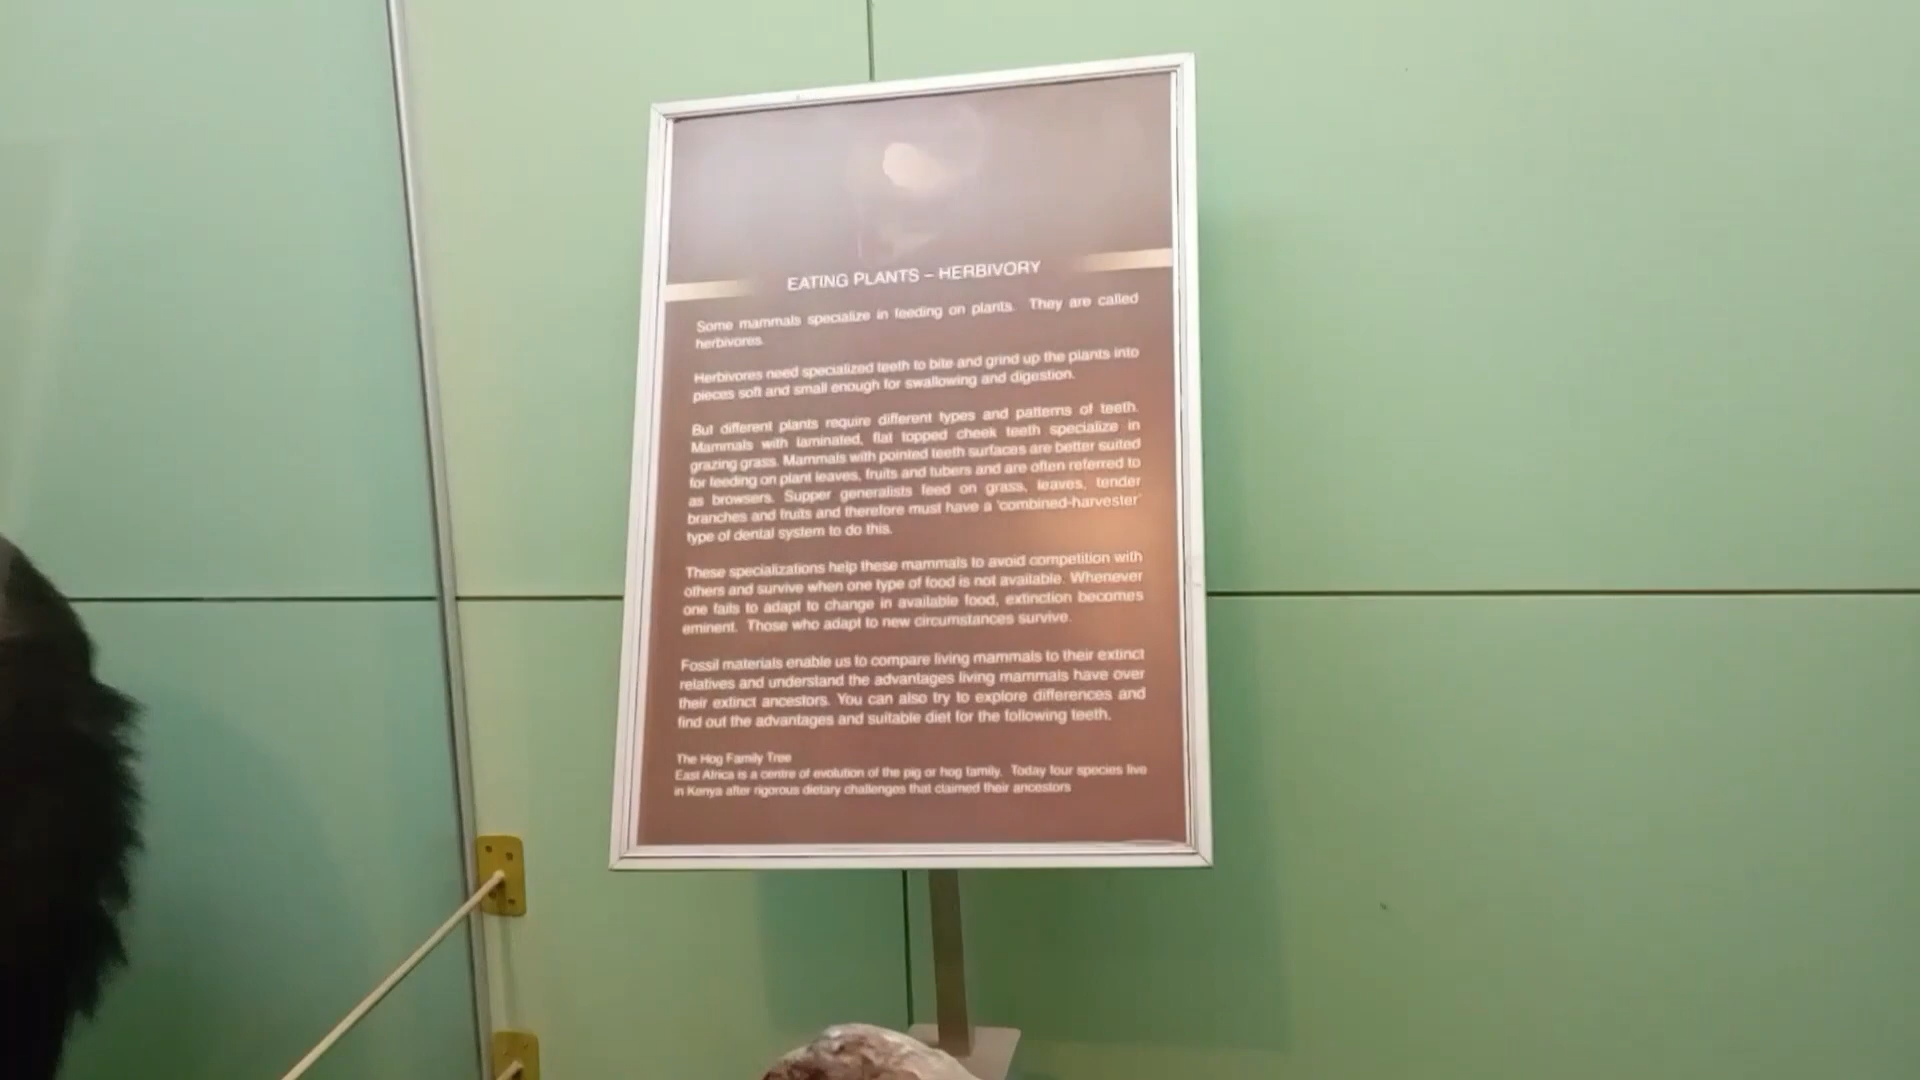 EATING PLANTS – HERBIVORY
Some mammals specialize in feeding on plants. They are called
herbivores.
Herbivores need specialized teeth to bite and grind up the plants into
pieces soft and small enough for swallowing and digestion.
But different plants require different types and patterns of teeth.
Mammals with laminated, flat topped cheek teeth specialize in
grazing grass. Mammals with pointed teeth surfaces are better suited
for feeding on plant leaves, fruits and tubers and are often referred to
as browsers. Supper generalists feed on grass, leaves, tender
branches and fruits and therefore must have a 'combined-harvester'
type of dental system to do this.
These specializations help these mammals to avoid competition with
others and survive when one type of food is not available. Whenever
one fails to adapt to change in available food, extinction becomes
eminent. Those who adapt to new circumstances survive.
Fossil materials enable us to compare living mammals to their extinct
relatives and understand the advantages living mammals have over
their extinct ancestors. You can also try to explore differences and
find out the advantages and suitable diet for the following teeth.
The Hog Family Tree
East Africa is a centre of evolution of the pig or hog family. Today four species live
in Kenya after rigorous dietary challenges that claimed their ancestors